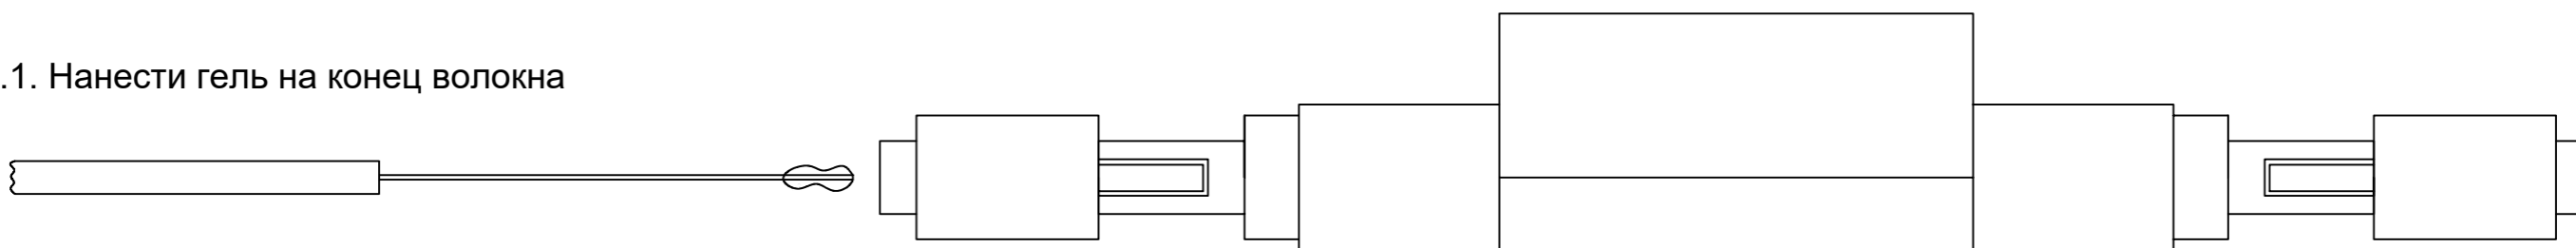 .1. Нанести гель на конец волокна